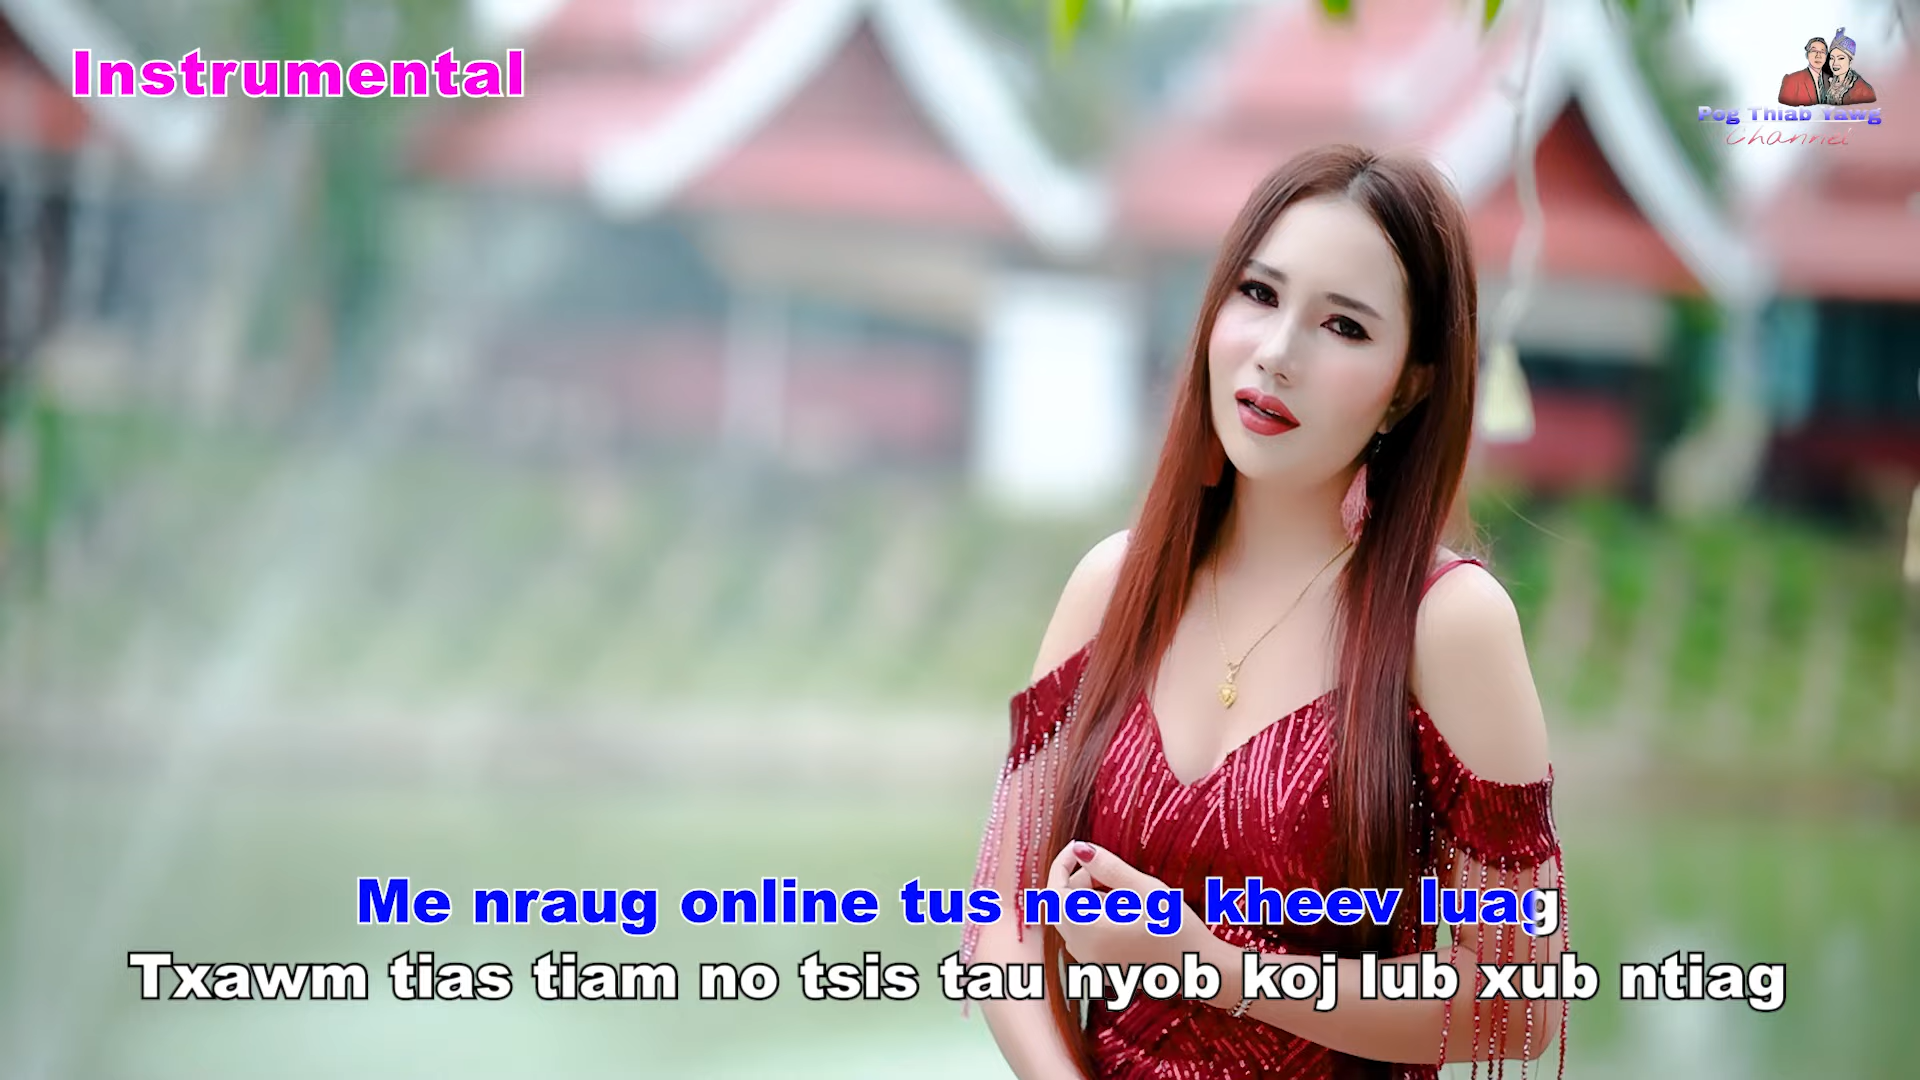 Instrumental
Pog Thiab Yawg
Channel
Me nraug online tus neeg kheev luag
Txawm tias tiam no tsis tau nyob koj lub xub ntiag